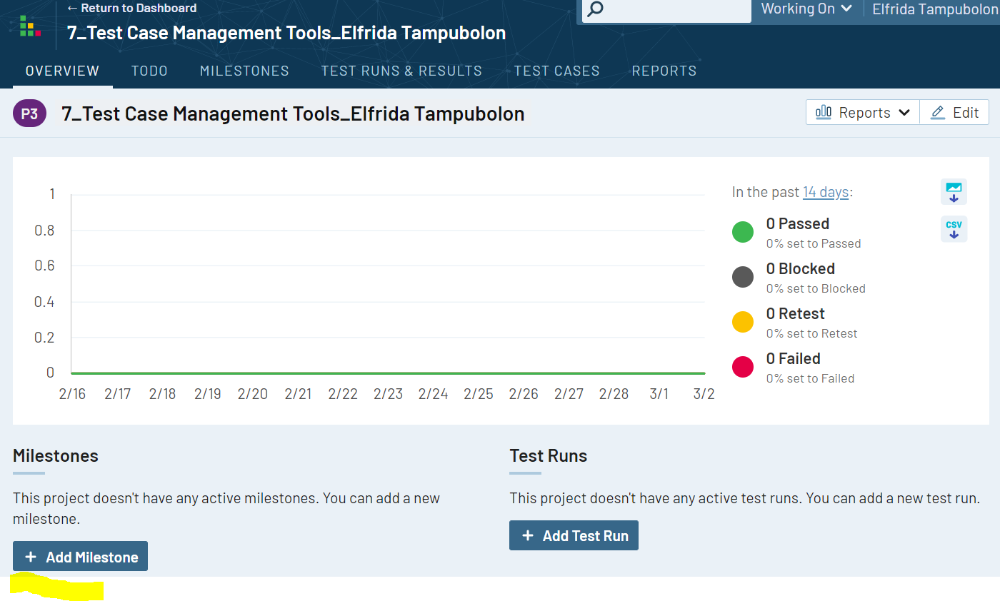 ← Return to Dashboard
Working On
Elfrida Tampubolon
7_Test Case Management Tools_Elfrida Tampubolon
OVERVIEW TODO MILESTONES TEST RUNS & RESULTS TEST CASES REPORTS
P3 7_Test Case Management Tools_Elfrida Tampubolon
Reports
Edit
1
0.8
0.6
0.4
0.2
0
2/16 2/17 2/18 2/19 2/20 2/21 2/22 2/23 2/24 2/25 2/26 2/27 2/28 3/1 3/2
In the past 14 days:
0 Passed
0% set to Passed
0 Blocked
0% set to Blocked
0 Retest
0% set to Retest
0 Failed
0% set to Failed
CSV
Milestones
This project doesn't have any active milestones. You can add a new
milestone.
+ Add Milestone
Test Runs
This project doesn't have any active test runs. You can add a new test run.
+ Add Test Run